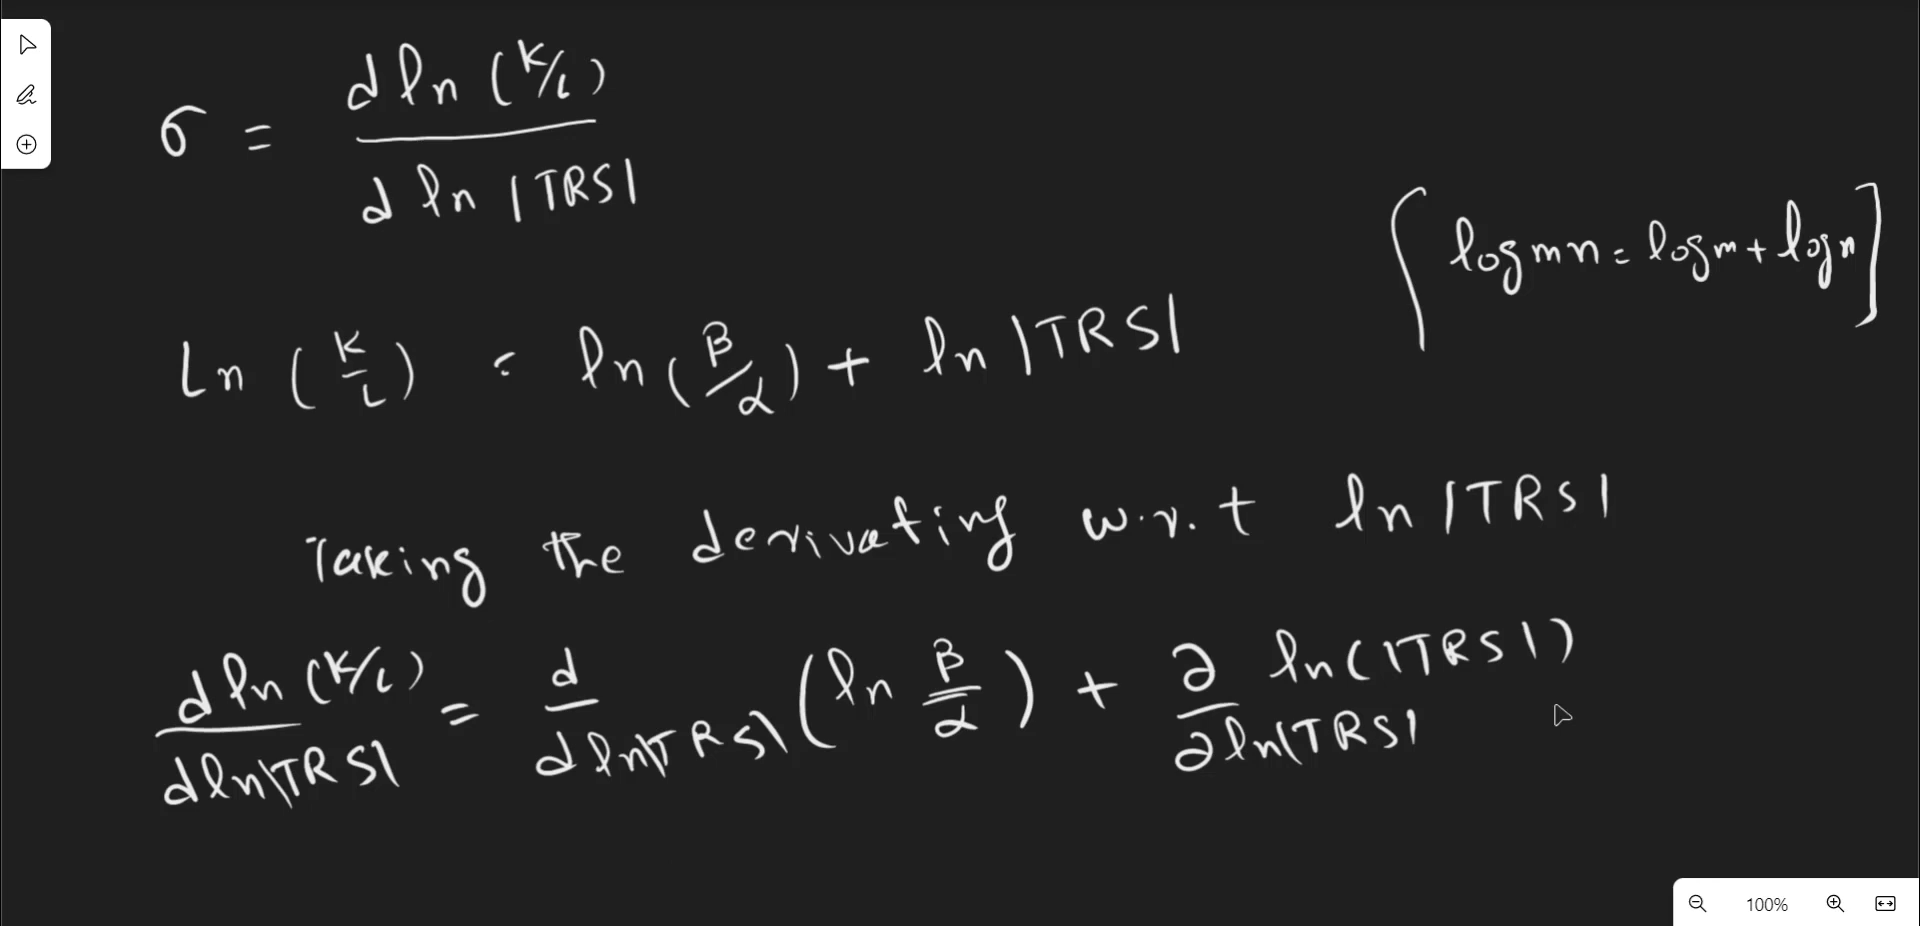 σ = d ln (K/L) / d ln |TRS|
[log mn = log m + log n]
Ln (K/L) = ln (β/α) + ln |TRS|
Taking the derivating w.r.t ln |TRS|
d ln (K/L) / d ln|TRS| = d / d ln|TRS| (ln β/α) + ∂ ln(|TRS|) / ∂ ln|TRS|
100%